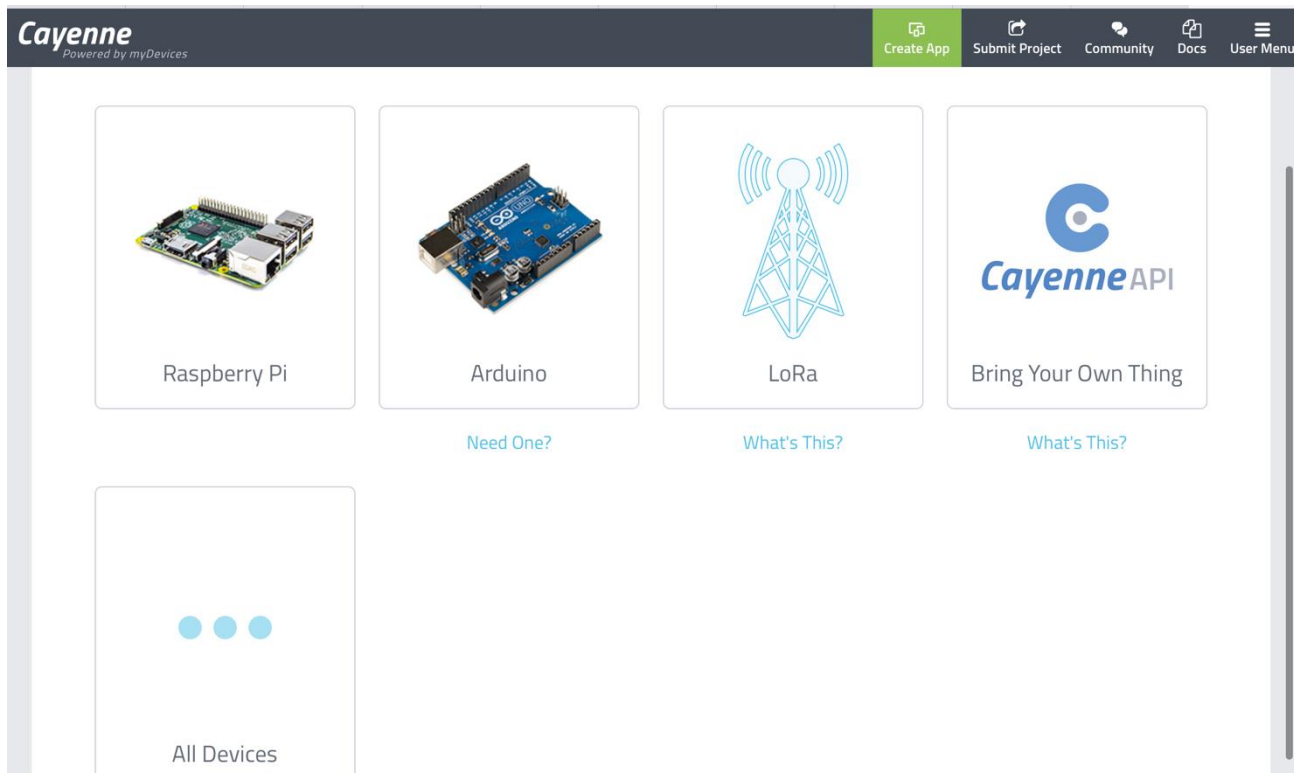 Cayenne
Powered by myDevices
Create App
Submit Project
Community
Docs
User Menu
Raspberry Pi
Arduino
LoRa
Cayenne API
Bring Your Own Thing
Need One?
What's This?
What's This?
All Devices